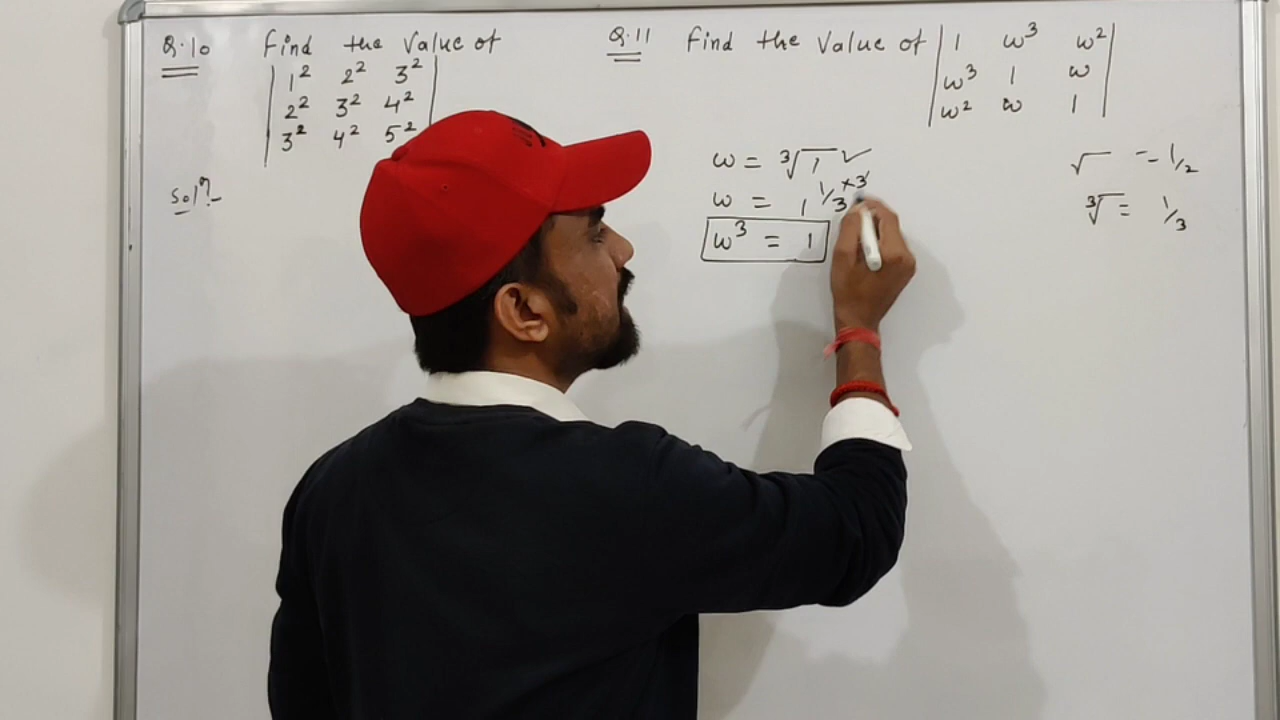 Q.10 Find the value of
| 1² 2² 3² |
| 2² 3² 4² |
| 3² 4² 5² |
Solⁿ.
Q.11 Find the value of | 1 ω³ ω² |
| ω³ 1 ω |
| ω² ω 1 |
ω = ∛1 ✓
ω = 1^1/3×3
ω³ = 1
√ = 1/2
∛ = 1/3